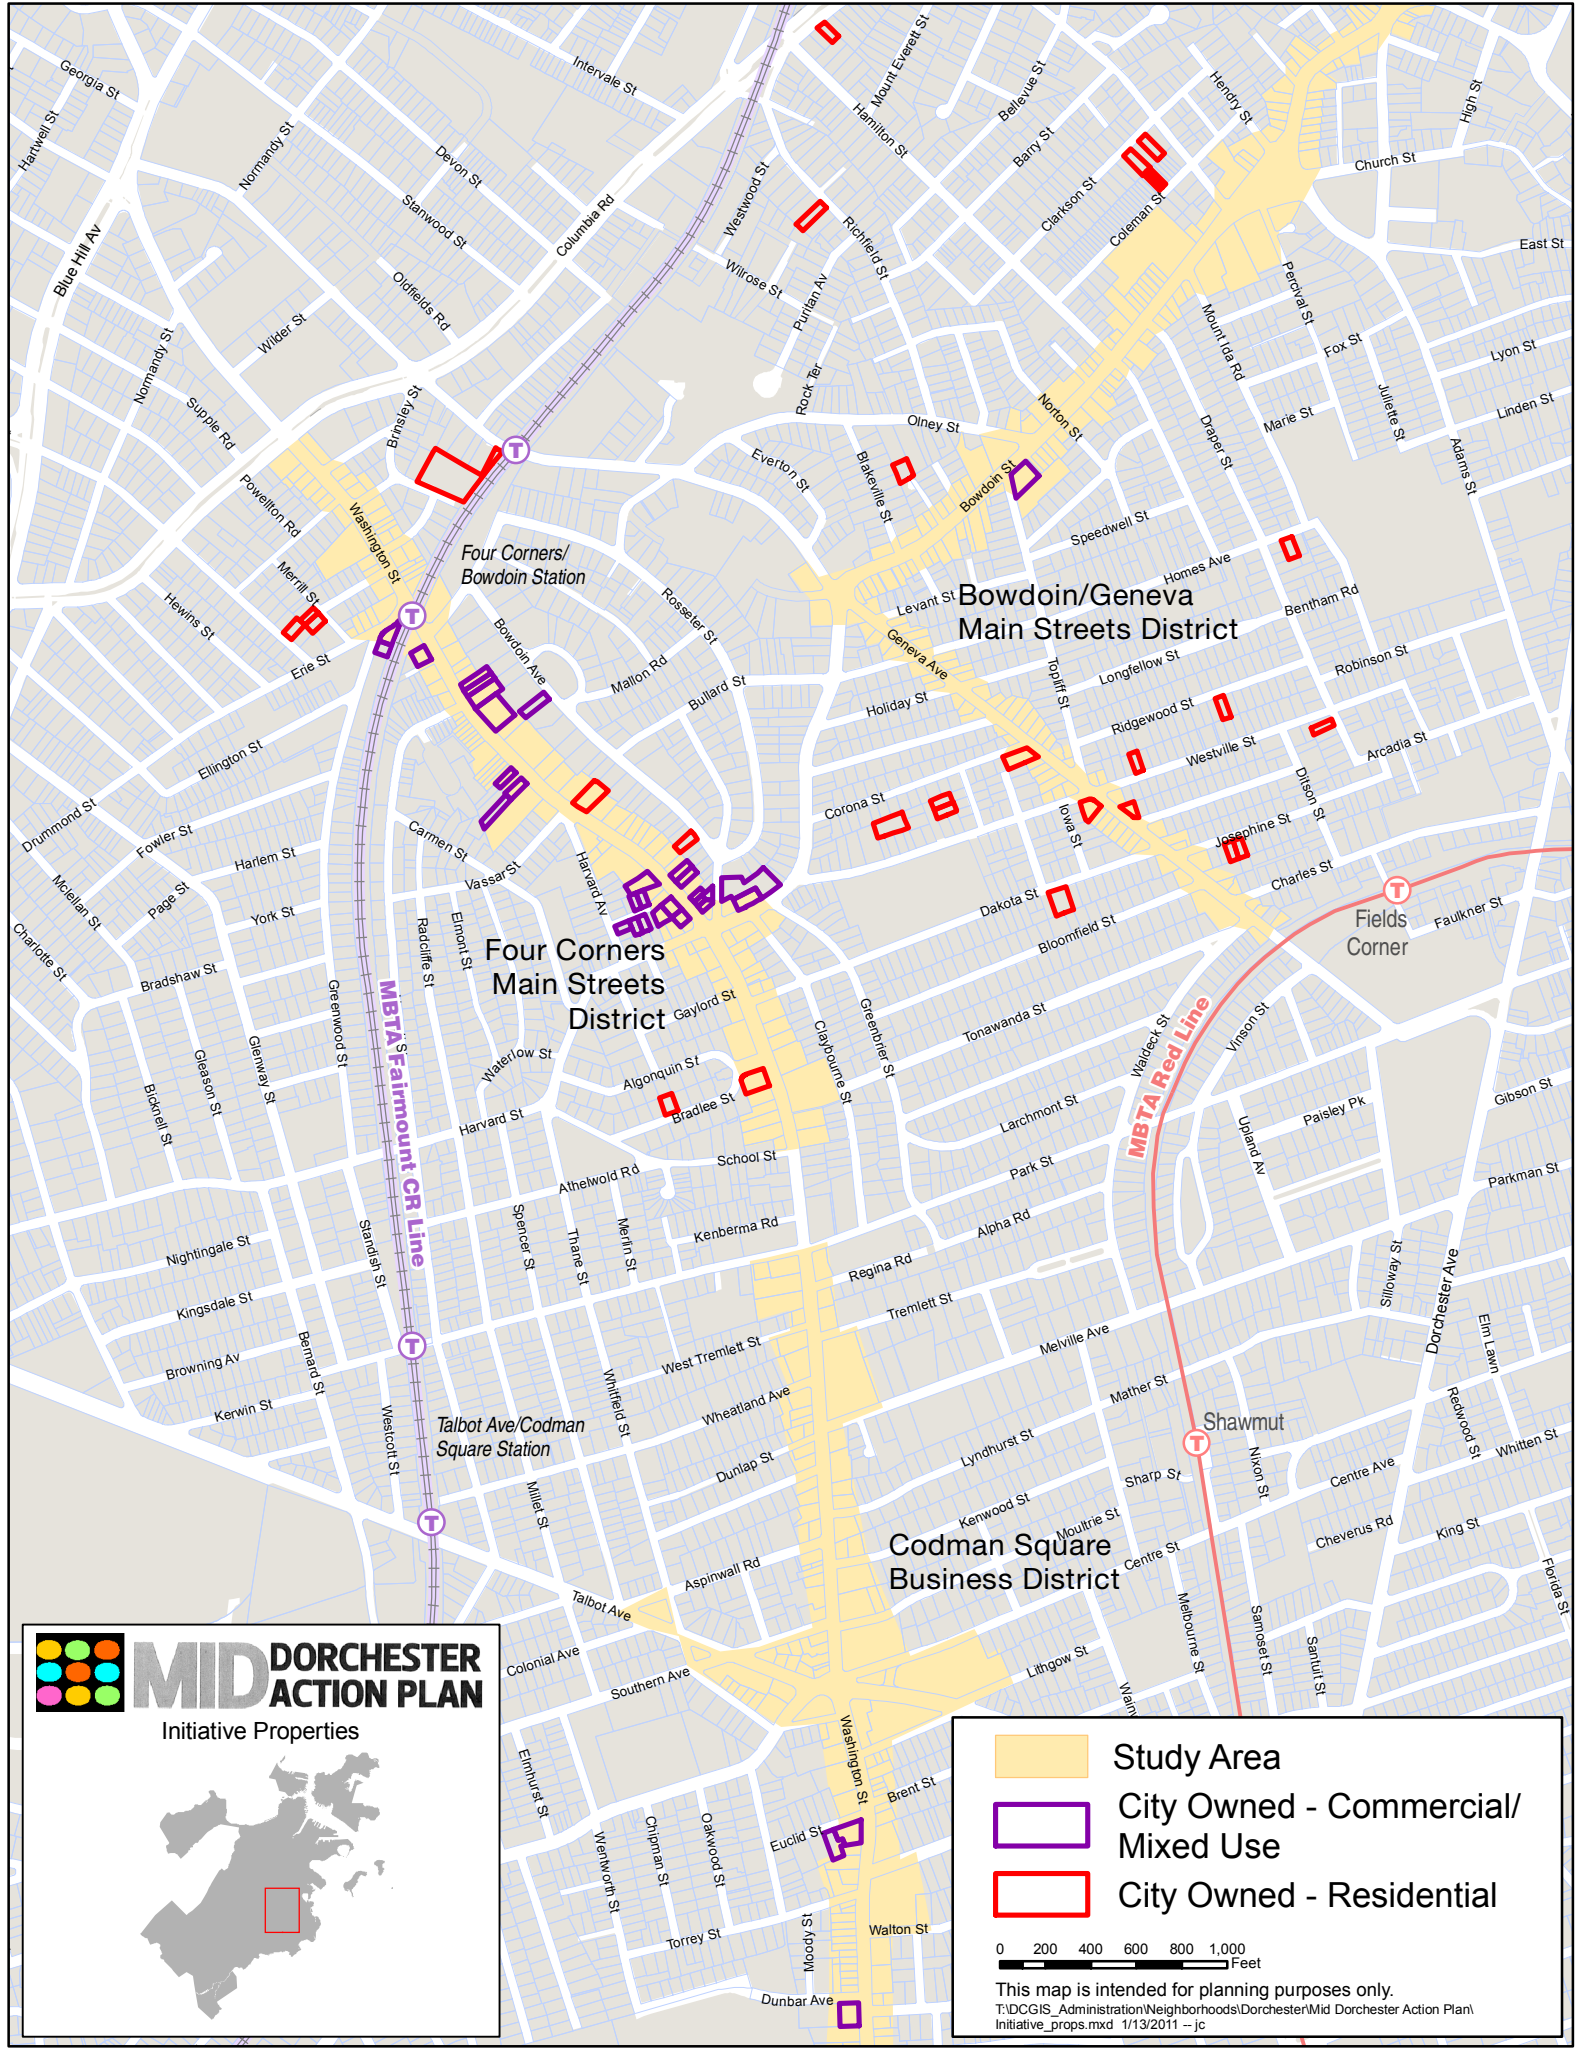 Georgia St
Hartwell St
Normandy St
Intervale St
Mount Everett St
Bellevue St
Hendry St
High St
Hamilton St
Devon St
Barry St
Church St
Westwood St
Clarkson St
Stanwood St
Columbia Rd
Richfield St
Coleman St
Blue Hill Av
Wilrose St
East St
Percival St
Oldfields Rd
Puritan Av
Mount Ida Rd
Wilder St
Normandy St
Fox St
Lyon St
Rock Ter
Juliette St
Supple Rd
Brinsley St
Olney St
Norton St
Marie St
Linden St
Draper St
Adams St
Everton St
Blakeville St
Bowdoin St
Powellton Rd
Washington St
Speedwell St
Four Corners/
Bowdoin Station
Merrill St
Homes Ave
Hewins St
Rosseter St
Levant St
Bowdoin/Geneva
Main Streets District
Bentham Rd
Bowdoin Ave
Geneva Ave
Erie St
Mallon Rd
Topliff St
Longfellow St
Robinson St
Bullard St
Holiday St
Ridgewood St
Ellington St
Westville St
Arcadia St
Ditson St
Drummond St
Corona St
Iowa St
Fowler St
Carmen St
Josephine St
Harlem St
Harvard Av
Vassar St
Charles St
Mclellan St
Page St
Dakota St
York St
Radcliffe St
Elmont St
Bloomfield St
Fields
Corner
Faulkner St
Charlotte St
Four Corners
Main Streets
District
Bradshaw St
Greenwood St
MBTA Fairmount CR Line
Gaylord St
Claybourne St
Greenbrier St
Tonawanda St
Waldeck St
MBTA Red Line
Vinson St
Gleason St
Glenway St
Waterlow St
Algonquin St
Bicknell St
Bradlee St
Harvard St
Larchmont St
Upland Av
Paisley Pk
Gibson St
School St
Park St
Athelwold Rd
Parkman St
Spencer St
Thane St
Merlin St
Kenberma Rd
Alpha Rd
Nightingale St
Standish St
Regina Rd
Silloway St
Dorchester Ave
Kingsdale St
Tremlett St
Elm Lawn
Browning Av
Bernard St
West Tremlett St
Melville Ave
Whitfield St
Wheatland Ave
Mather St
Redwood St
Kerwin St
Westcott St
Talbot Ave/Codman
Square Station
Shawmut
Lyndhurst St
Nixon St
Whitten St
Dunlap St
Sharp St
Centre Ave
Millet St
Kenwood St
Moultrie St
Cheverus Rd
King St
Codman Square
Business District
Centre St
Aspinwall Rd
Florida St
Talbot Ave
Melbourne St
Samoset St
Santuit St
Colonial Ave
Southern Ave
Lithgow St
Wainw
MID DORCHESTER
ACTION PLAN
Initiative Properties
Washington St
Elmhurst St
Brent St
Chipman St
Oakwood St
Euclid St
Wentworth St
Torrey St
Moody St
Walton St
Dunbar Ave
Study Area
City Owned - Commercial/
Mixed Use
City Owned - Residential
0 200 400 600 800 1,000
Feet
This map is intended for planning purposes only.
T:\DCGIS_Administration\Neighborhoods\Dorchester\Mid Dorchester Action Plan\
Initiative_props.mxd 1/13/2011 -- jc
T
T
T
T
T
T